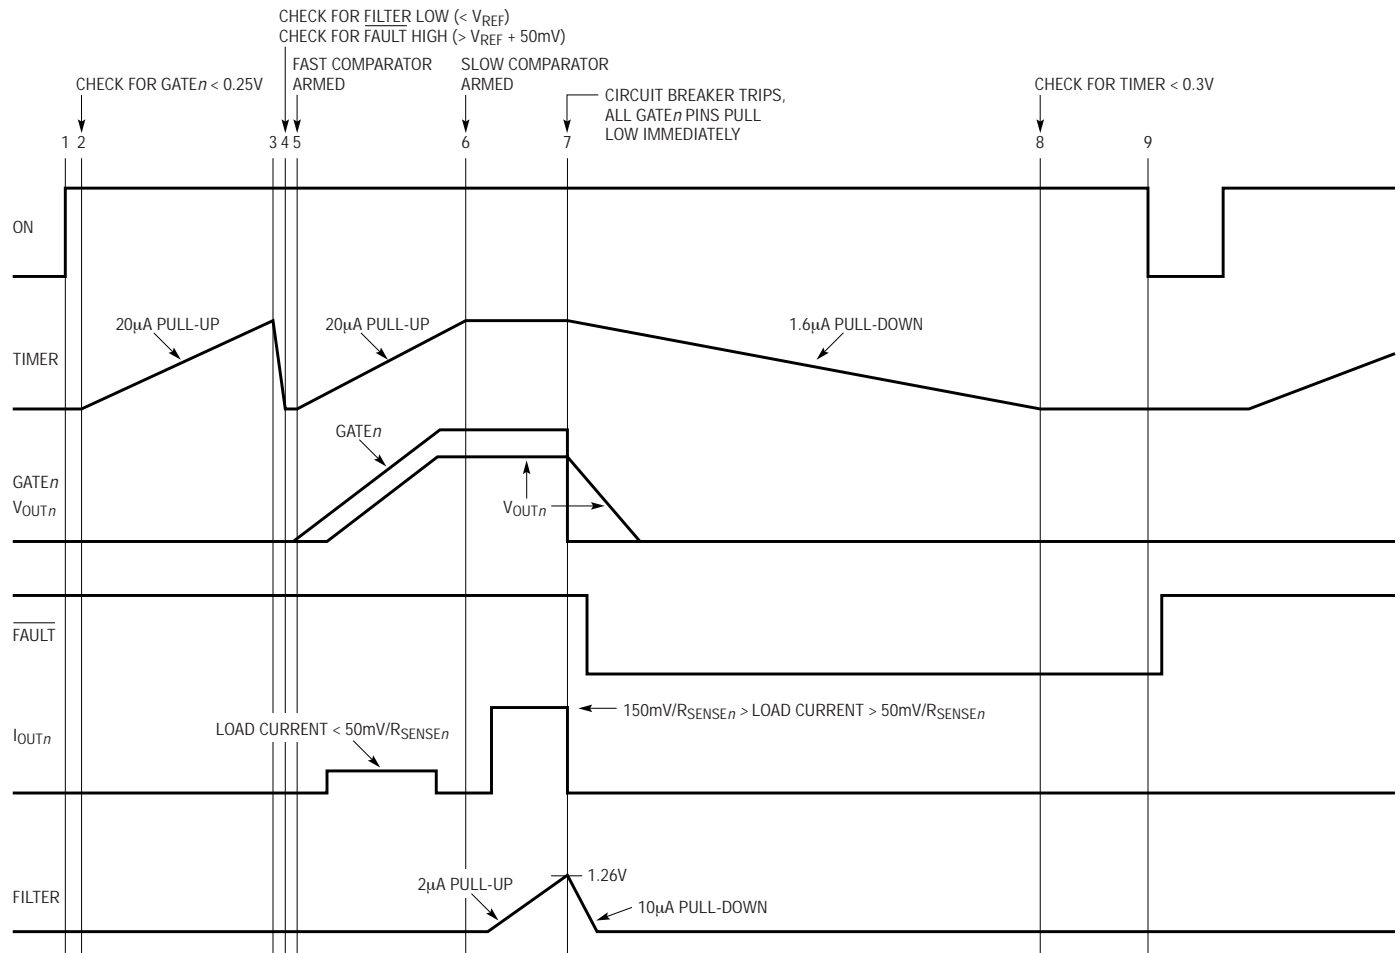 CHECK FOR FILTER LOW (< VREF)
CHECK FOR FAULT HIGH (> VREF + 50mV)
FAST COMPARATOR
ARMED
SLOW COMPARATOR
ARMED
CHECK FOR GATEn < 0.25V
CIRCUIT BREAKER TRIPS,
ALL GATEn PINS PULL
LOW IMMEDIATELY
CHECK FOR TIMER < 0.3V
1 2 3 4 5 6 7 8 9
ON
20µA PULL-UP
20µA PULL-UP
1.6µA PULL-DOWN
TIMER
GATEn
GATEn
VOUTn
VOUTn
FAULT
150mV/RSENSEn > LOAD CURRENT > 50mV/RSENSEn
LOAD CURRENT < 50mV/RSENSEn
IOUTn
2µA PULL-UP
1.26V
FILTER
10µA PULL-DOWN